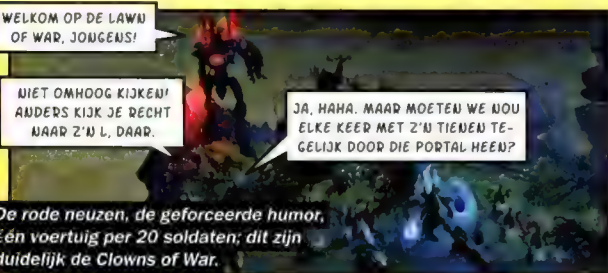 WELKOM OP DE LAWN
OF WAR, JONGENS!
NIET OMHOOG KIJKEN!
ANDERS KIJK JE RECHT
NAAR Z'N L, DAAR.
JA, HAHA. MAAR MOETEN WE NOU
ELKE KEER MET Z'N TIENEN TE-
GELIJK DOOR DIE PORTAL HEEN?
De rode neuzen, de geforceerde humor,
Eén voertuig per 20 soldaten; dit zijn
duidelijk de Clowns of War.